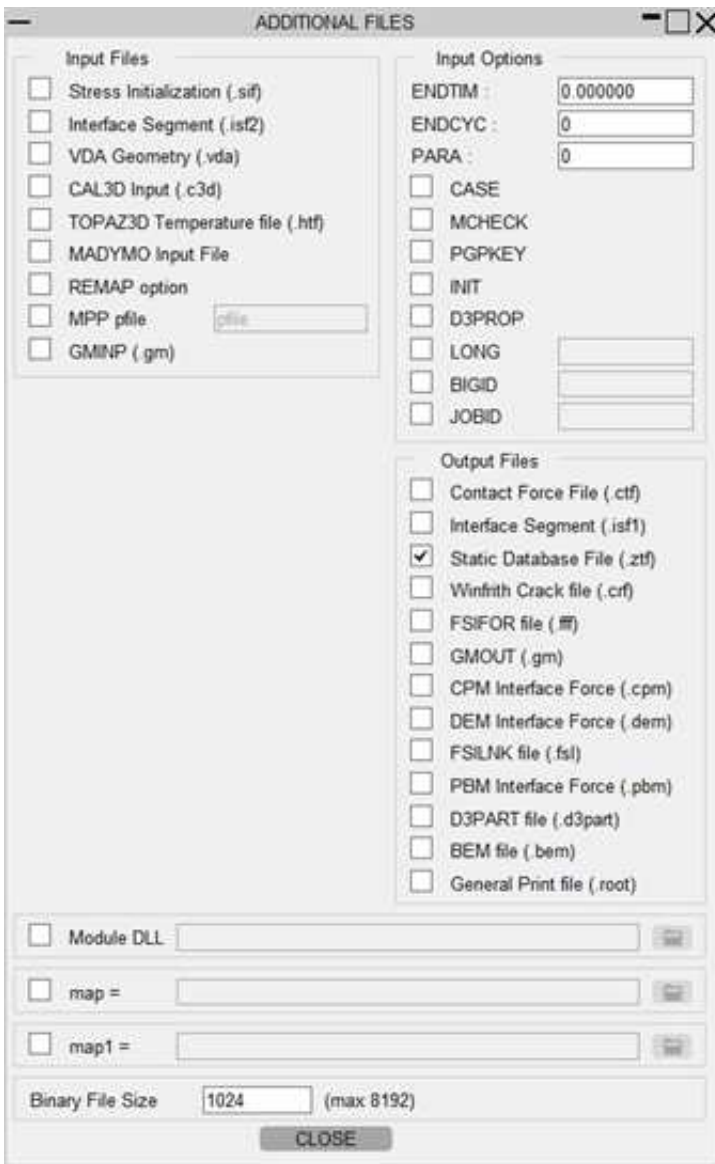 ADDITIONAL FILES
Input Files
Stress Initialization (.sif)
Interface Segment (.isf2)
VDA Geometry (.vda)
CAL3D Input (.c3d)
TOPAZ3D Temperature file (.htf)
MADYMO Input File
REMAP option
MPP pfile pfile
GMINP (.gm)
Input Options
ENDTIM : 0.000000
ENDCYC : 0
PARA : 0
CASE
MCHECK
PGPKEY
INIT
D3PROP
LONG
BIGID
JOBID
Output Files
Contact Force File (.ctf)
Interface Segment (.isf1)
Static Database File (.ztf)
Winfrith Crack file (.crf)
FSIFOR file (.fff)
GMOUT (.gm)
CPM Interface Force (.cpm)
DEM Interface Force (.dem)
FSILNK file (.fsl)
PBM Interface Force (.pbm)
D3PART file (.d3part)
BEM file (.bem)
General Print file (.root)
Module DLL
map =
map1 =
Binary File Size 1024 (max 8192)
CLOSE